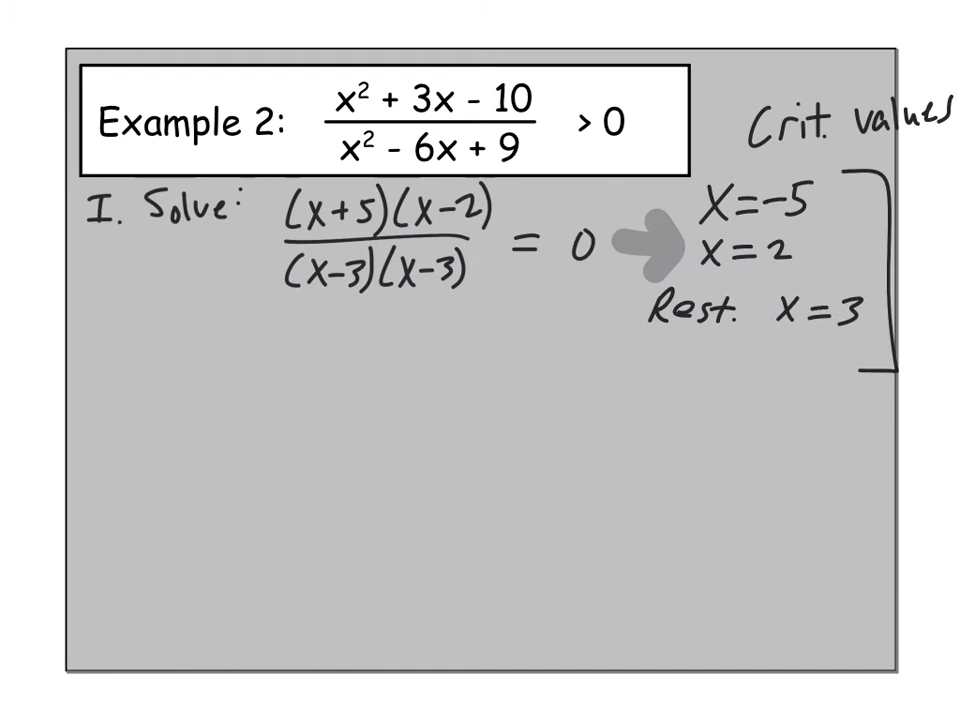 Example 2: x² + 3x - 10 / x² - 6x + 9 > 0
Crit. values
I. Solve: (x+5)(x-2) / (x-3)(x-3) = 0
x=-5
x=2
Rest. x=3